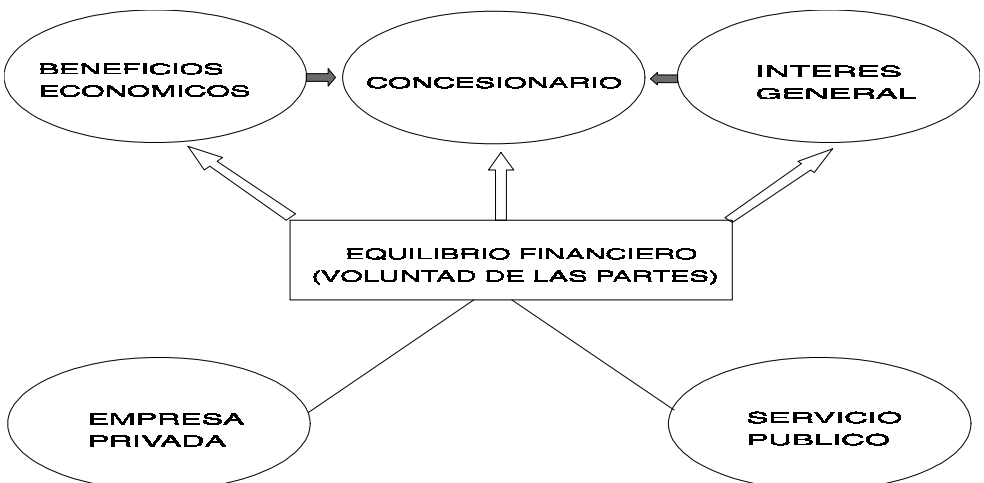 BENEFICIOS
ECONOMICOS
CONCESIONARIO
INTERES
GENERAL
EQUILIBRIO FINANCIERO
(VOLUNTAD DE LAS PARTES)
EMPRESA
PRIVADA
SERVICIO
PUBLICO